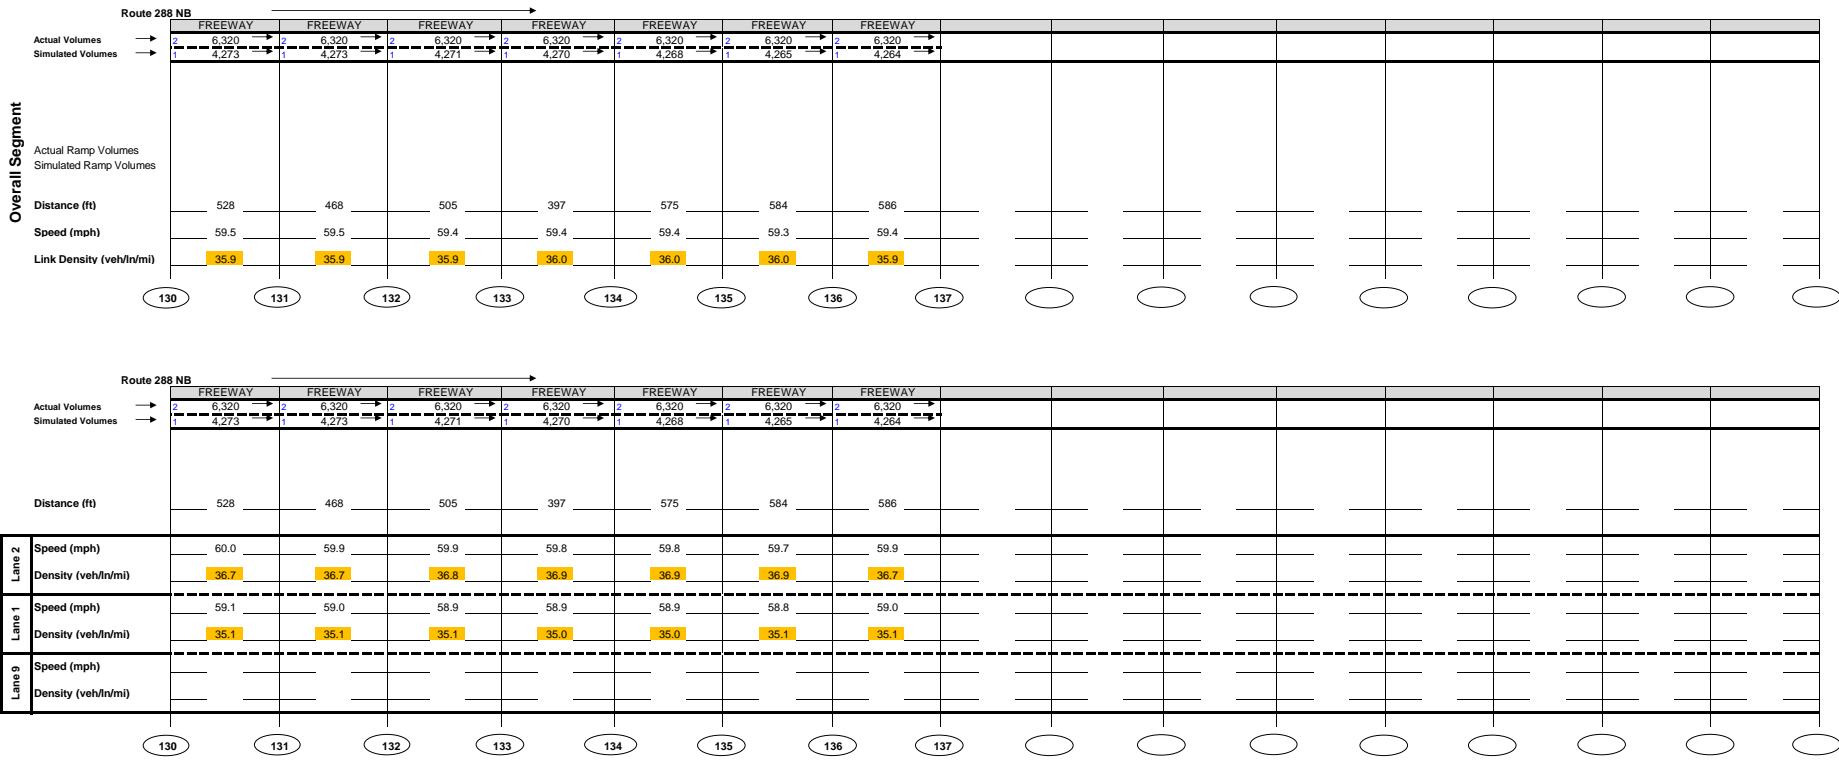 Route 288 NB
FREEWAY FREEWAY FREEWAY FREEWAY FREEWAY FREEWAY FREEWAY
Actual Volumes 2 6,320 2 6,320 2 6,320 2 6,320 2 6,320 2 6,320 2 6,320
Simulated Volumes 1 4,273 1 4,273 1 4,271 1 4,270 1 4,268 1 4,265 1 4,264
Overall Segment
Actual Ramp Volumes
Simulated Ramp Volumes
Distance (ft) 528 468 505 397 575 584 586
Speed (mph) 59.5 59.5 59.4 59.4 59.4 59.3 59.4
Link Density (veh/ln/mi) 35.9 35.9 35.9 36.0 36.0 36.0 35.9
130 131 132 133 134 135 136 137
Route 288 NB
FREEWAY FREEWAY FREEWAY FREEWAY FREEWAY FREEWAY FREEWAY
Actual Volumes 2 6,320 2 6,320 2 6,320 2 6,320 2 6,320 2 6,320 2 6,320
Simulated Volumes 1 4,273 1 4,273 1 4,271 1 4,270 1 4,268 1 4,265 1 4,264
Distance (ft) 528 468 505 397 575 584 586
Lane 2
Speed (mph) 60.0 59.9 59.9 59.8 59.8 59.7 59.9
Density (veh/ln/mi) 36.7 36.7 36.8 36.9 36.9 36.9 36.7
Lane 1
Speed (mph) 59.1 59.0 58.9 58.9 58.9 58.8 59.0
Density (veh/ln/mi) 35.1 35.1 35.1 35.0 35.0 35.1 35.1
Lane 9
Speed (mph)
Density (veh/ln/mi)
130 131 132 133 134 135 136 137